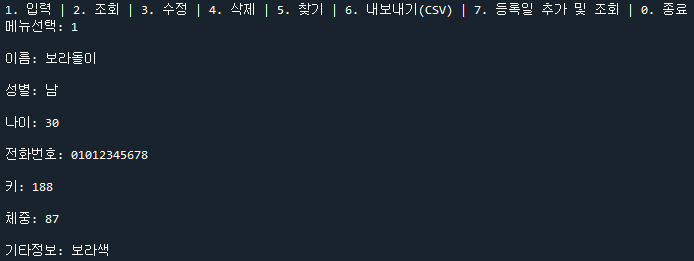 1. 입력 | 2. 조회 | 3. 수정 | 4. 삭제 | 5. 찾기 | 6. 내보내기(CSV) | 7. 등록일 추가 및 조회 | 0. 종료
메뉴선택: 1
이름: 보라돌이
성별: 남
나이: 30
전화번호: 01012345678
키: 188
체중: 87
기타정보: 보라색